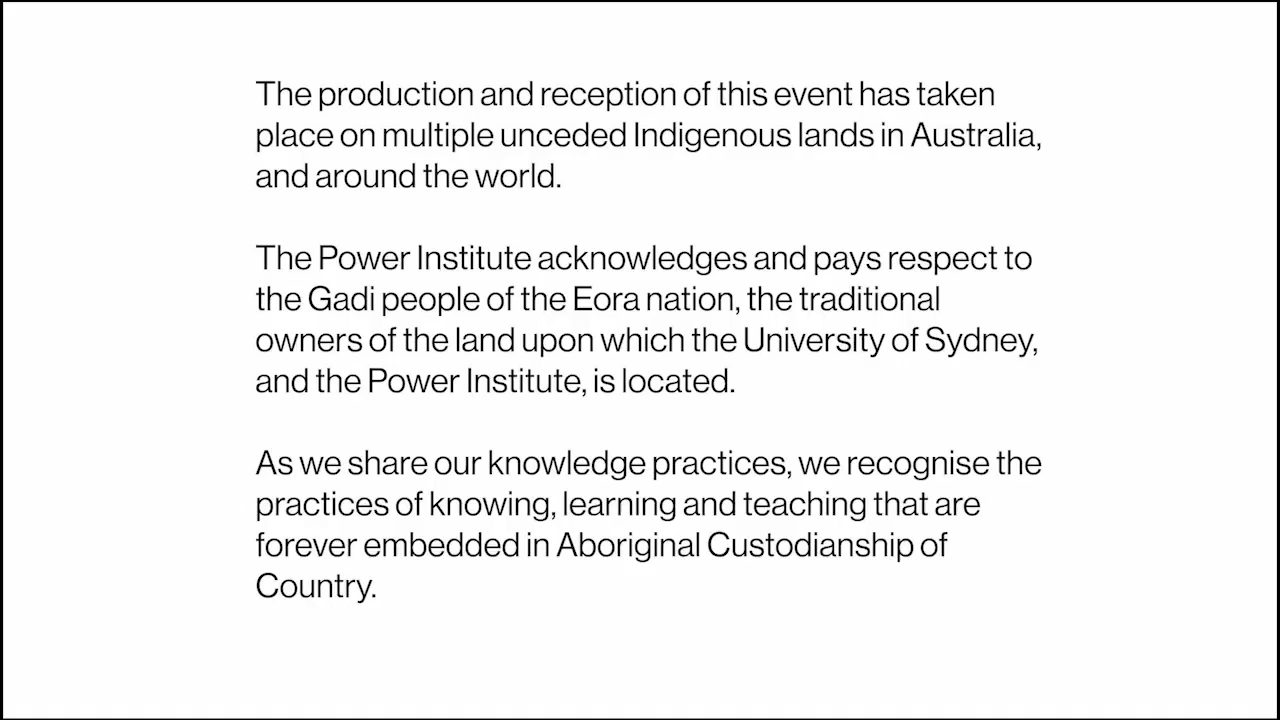 The production and reception of this event has taken
place on multiple unceded Indigenous lands in Australia,
and around the world.
The Power Institute acknowledges and pays respect to
the Gadi people of the Eora nation, the traditional
owners of the land upon which the University of Sydney,
and the Power Institute, is located.
As we share our knowledge practices, we recognise the
practices of knowing, learning and teaching that are
forever embedded in Aboriginal Custodianship of
Country.